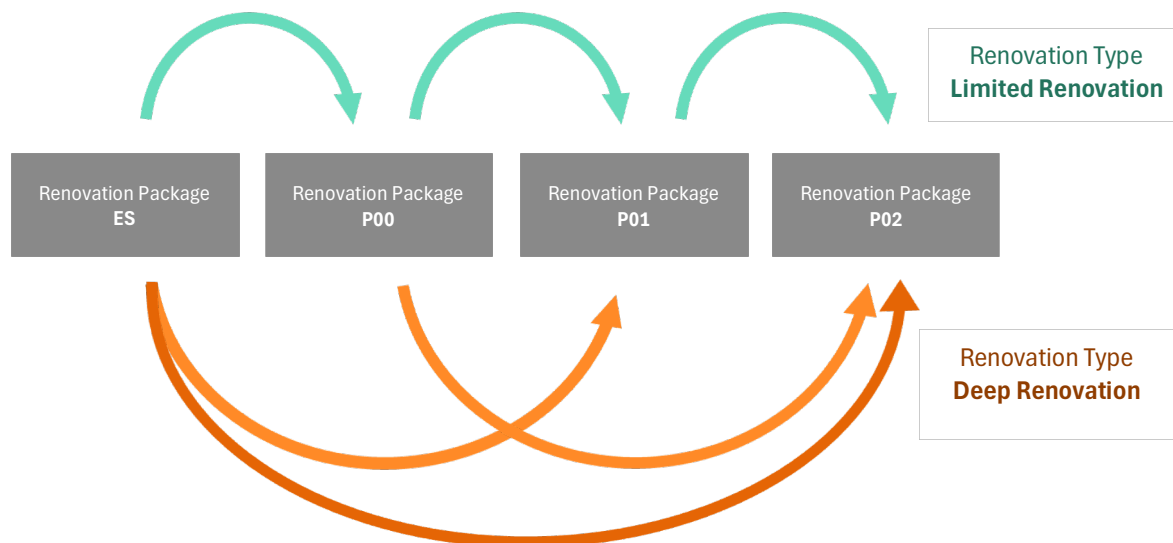 Renovation Type
Limited Renovation
Renovation Package
ES
Renovation Package
P00
Renovation Package
P01
Renovation Package
P02
Renovation Type
Deep Renovation